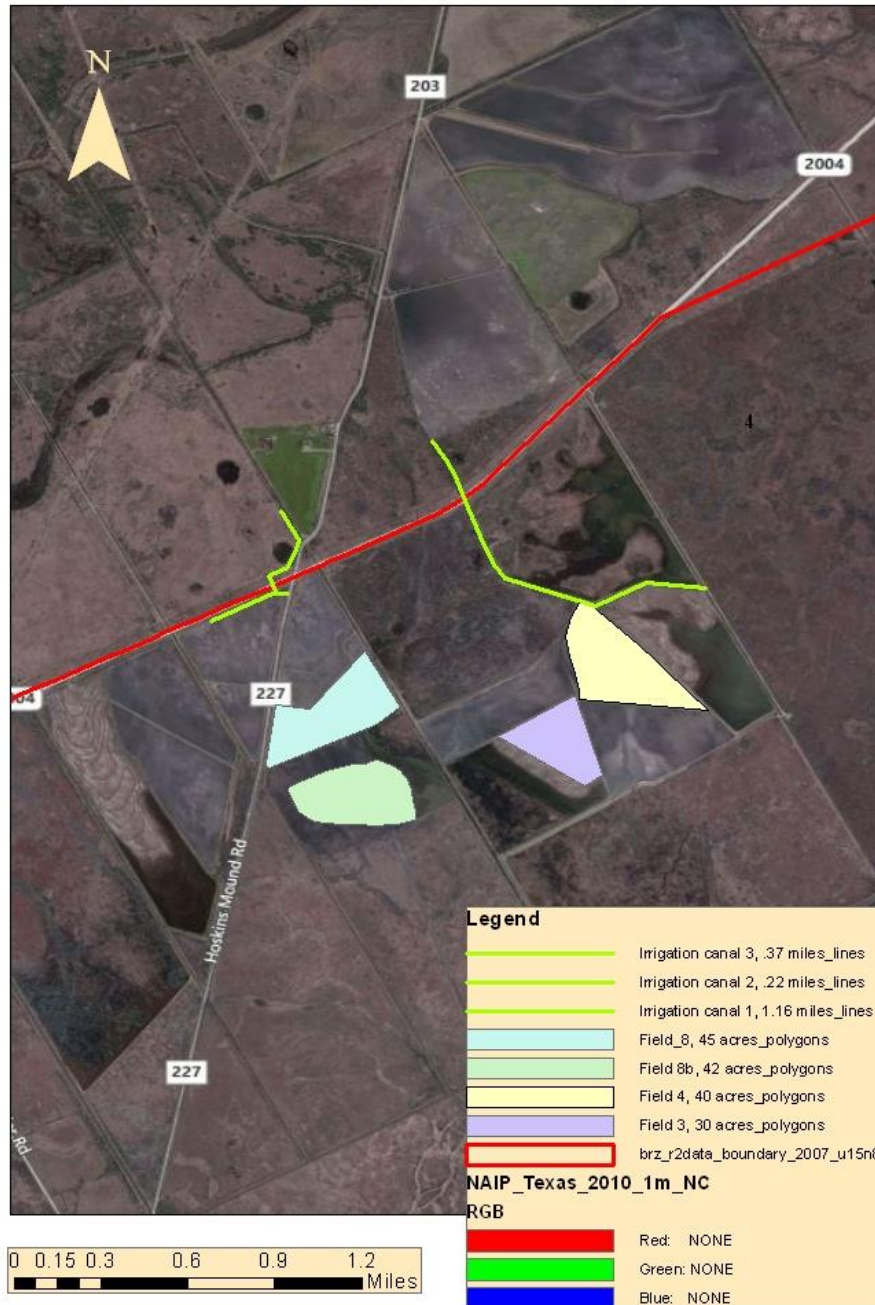 N
203
2004
4
04
227
Hoskins Mound Rd
227
Rd
Legend
Irrigation canal 3, .37 miles_lines
Irrigation canal 2, .22 miles_lines
Irrigation canal 1, 1.16 miles_lines
Field_8, 45 acres_polygons
Field 8b, 42 acres_polygons
Field 4, 40 acres_polygons
Field 3, 30 acres_polygons
brz_r2data_boundary_2007_u15n8
NAIP_Texas_2010_1m_NC
RGB
Red: NONE
Green: NONE
Blue: NONE
0 0.15 0.3 0.6 0.9 1.2
Miles